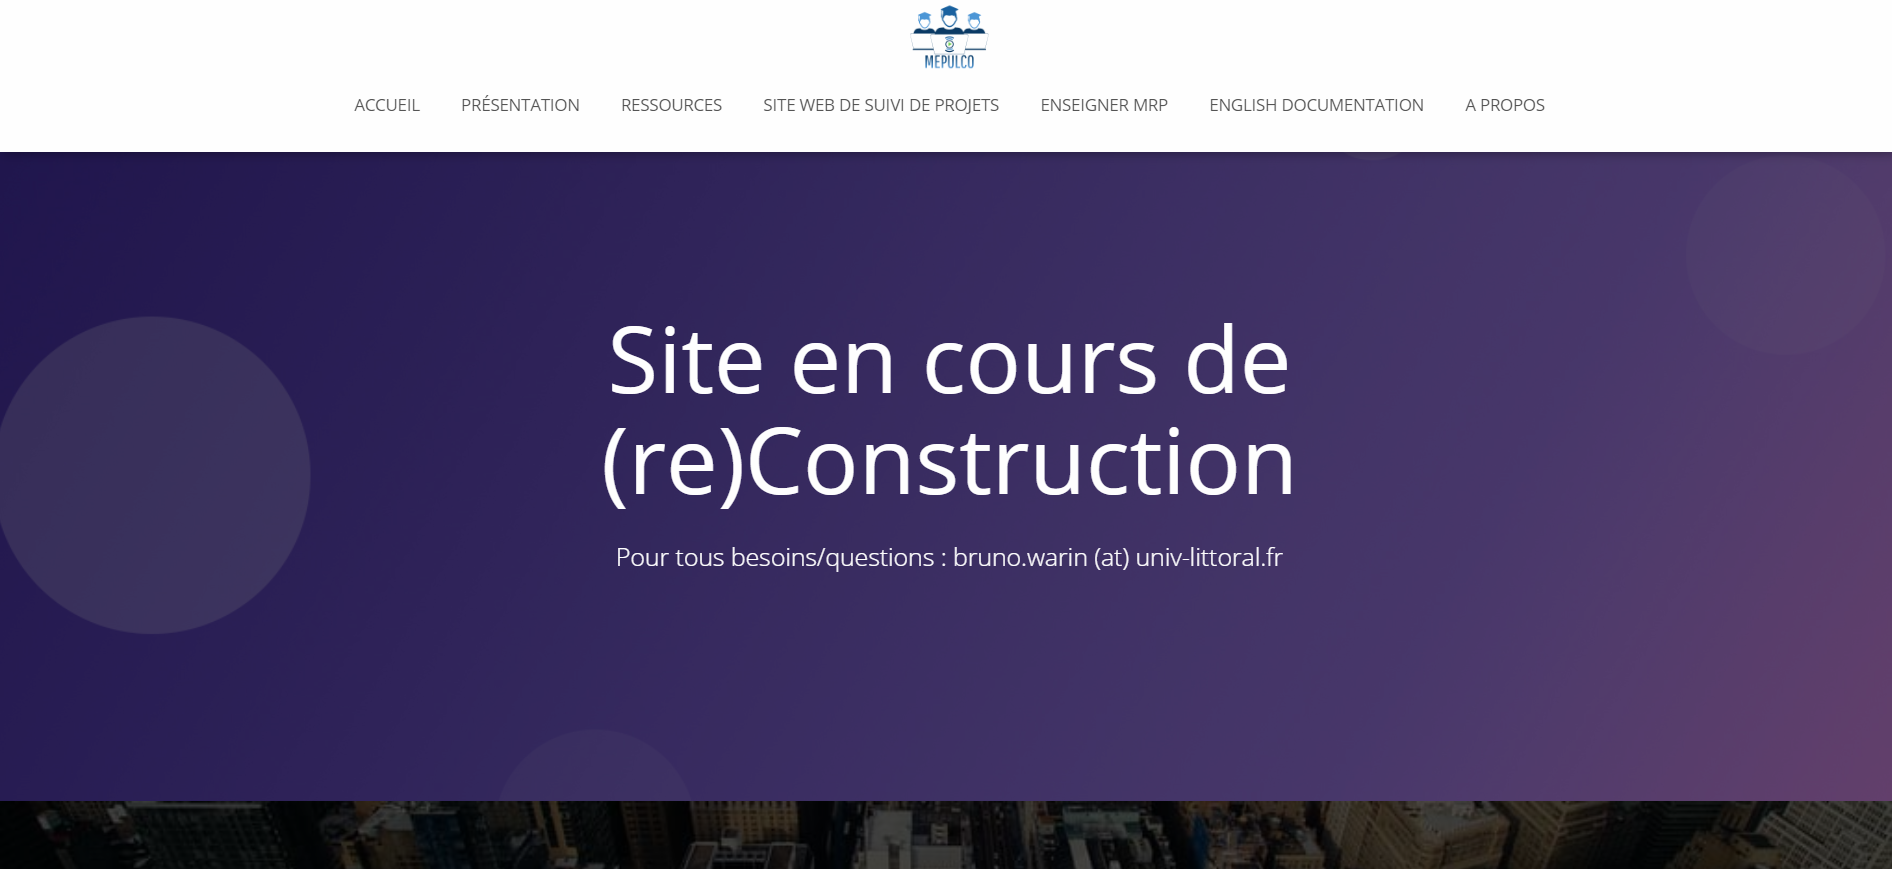 MEPULCO
ACCUEIL PRÉSENTATION RESSOURCES SITE WEB DE SUIVI DE PROJETS ENSEIGNER MRP ENGLISH DOCUMENTATION A PROPOS
Site en cours de
(re)Construction
Pour tous besoins/questions : bruno.warin (at) univ-littoral.fr